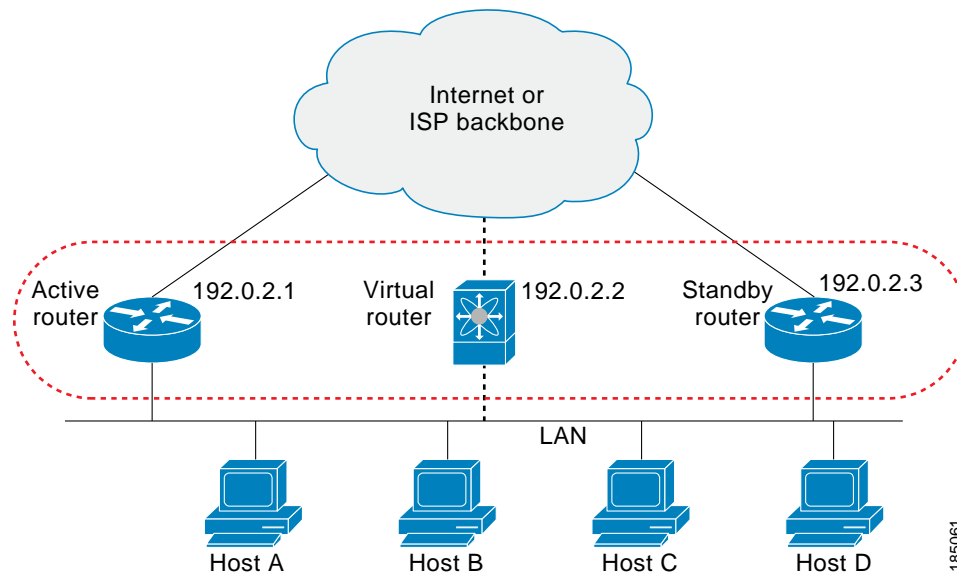 Internet or
ISP backbone
Active
router
192.0.2.1
Virtual
router
192.0.2.2
Standby
router
192.0.2.3
LAN
Host A
Host B
Host C
Host D
185061